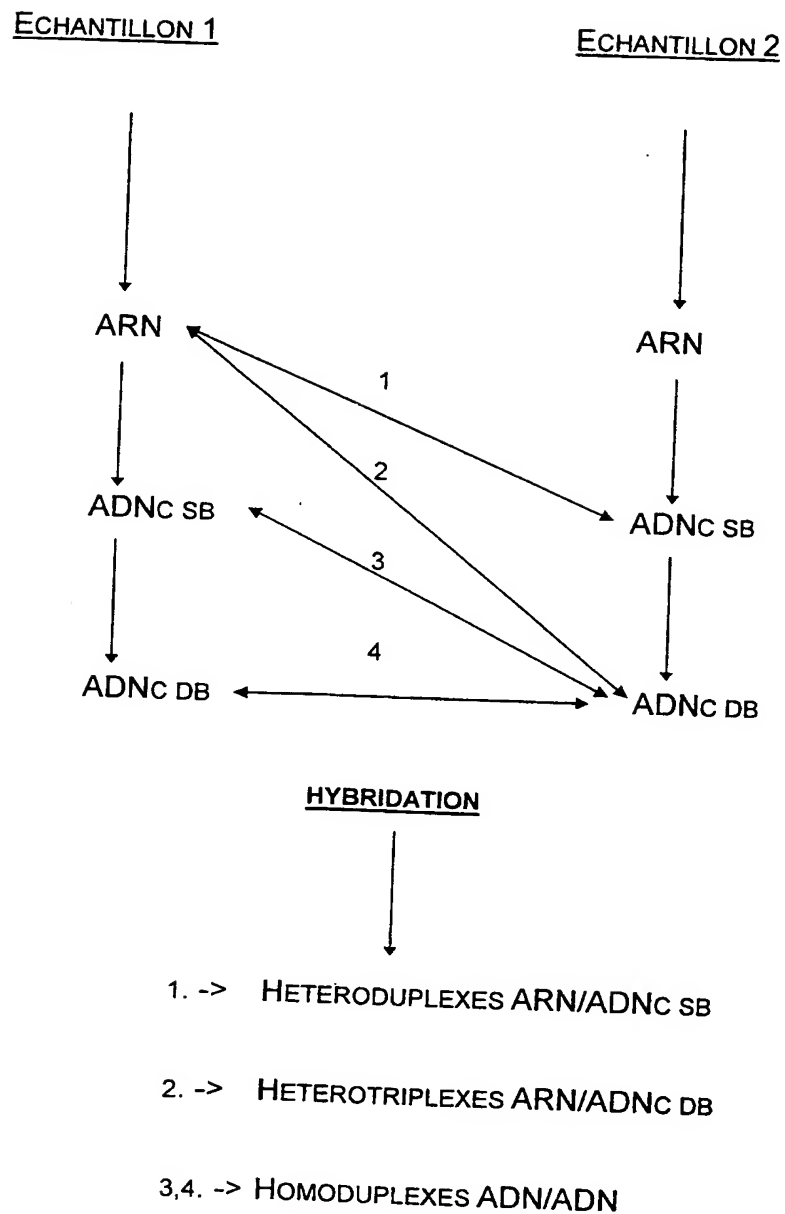 ECHANTILLON 1
ECHANTILLON 2
ARN
ARN
1
2
ADNC SB
ADNC SB
3
4
ADNC DB
ADNC DB
HYBRIDATION
1. -> HETERODUPLEXES ARN/ADNC SB
2. -> HETEROTRIPLEXES ARN/ADNC DB
3,4. -> HOMODUPLEXES ADN/ADN